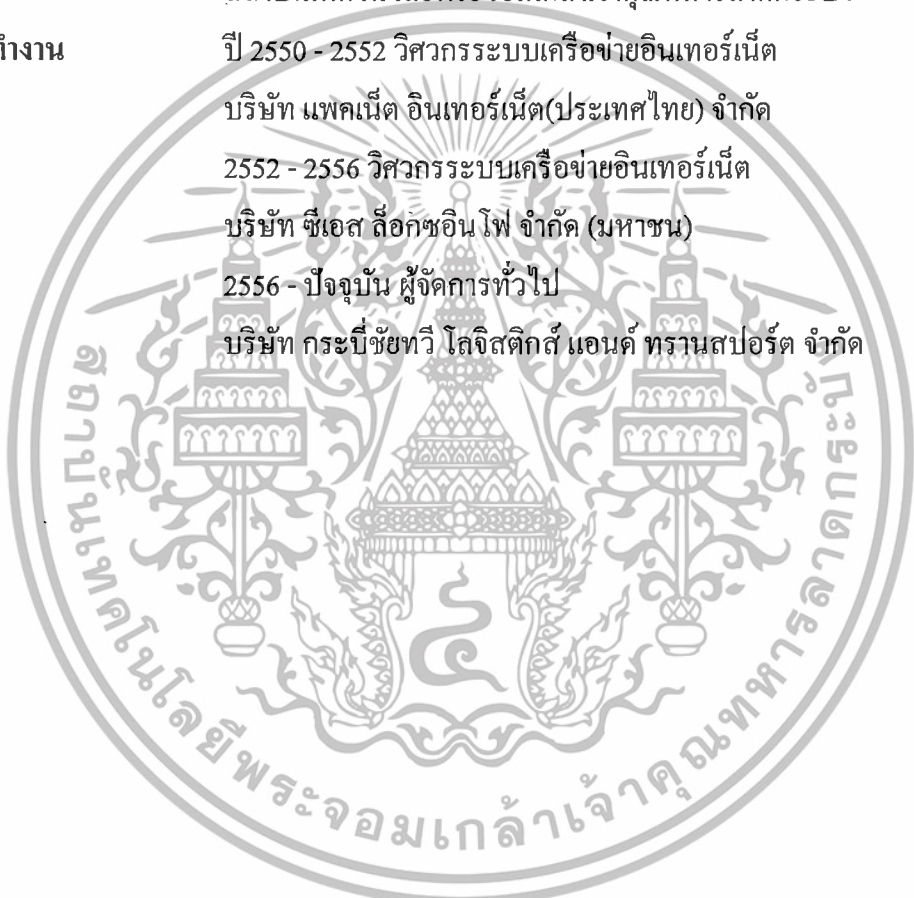 ทำงาน ปี 2550 - 2552 วิศวกรระบบเครือข่ายอินเทอร์เน็ต
บริษัท แพคเน็ต อินเทอร์เน็ต(ประเทศไทย) จำกัด
2552 - 2556 วิศวกรระบบเครือข่ายอินเทอร์เน็ต
บริษัท ซีเอส ล็อกซอินโฟ จำกัด (มหาชน)
2556 - ปัจจุบัน ผู้จัดการทั่วไป
บริษัท กระบี่ชัยทวี โลจิสติกส์ แอนด์ ทรานสปอร์ต จำกัด
สถาบันเทคโนโลยีพระจอมเกล้าเจ้าคุณทหารลาดกระบัง